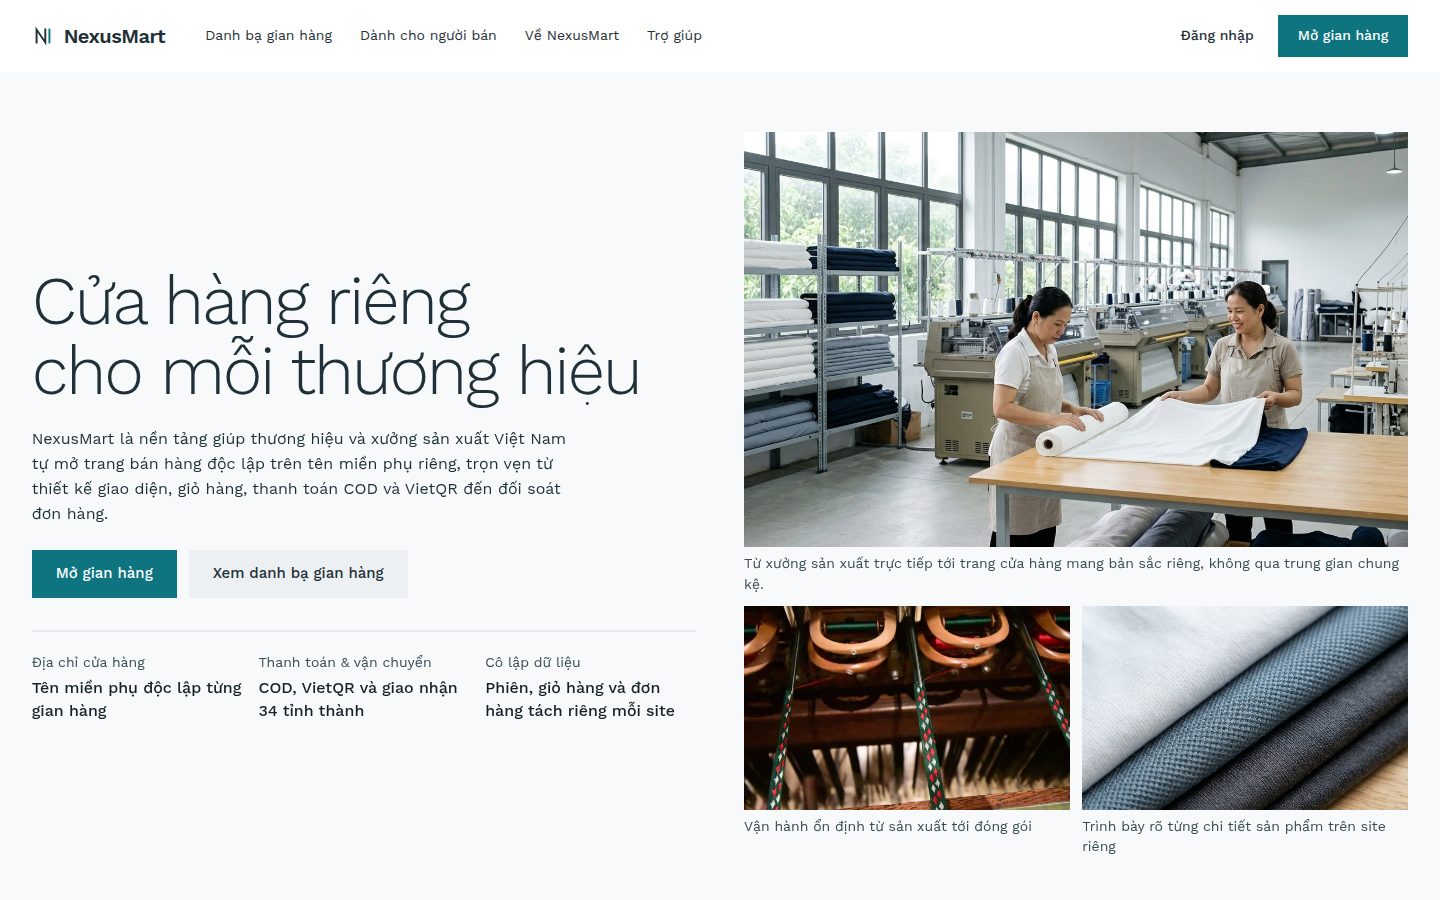 NexusMart
Danh bạ gian hàng
Dành cho người bán
Về NexusMart
Trợ giúp
Đăng nhập
Mở gian hàng
Cửa hàng riêng
cho mỗi thương hiệu
NexusMart là nền tảng giúp thương hiệu và xưởng sản xuất Việt Nam
tự mở trang bán hàng độc lập trên tên miền phụ riêng, trọn vẹn từ
thiết kế giao diện, giỏ hàng, thanh toán COD và VietQR đến đối soát
đơn hàng.
Mở gian hàng
Xem danh bạ gian hàng
Địa chỉ cửa hàng
Tên miền phụ độc lập từng
gian hàng
Thanh toán & vận chuyển
COD, VietQR và giao nhận
34 tỉnh thành
Cô lập dữ liệu
Phiên, giỏ hàng và đơn
hàng tách riêng mỗi site
Từ xưởng sản xuất trực tiếp tới trang cửa hàng mang bản sắc riêng, không qua trung gian chung
kệ.
Vận hành ổn định từ sản xuất tới đóng gói
Trình bày rõ từng chi tiết sản phẩm trên site
riêng